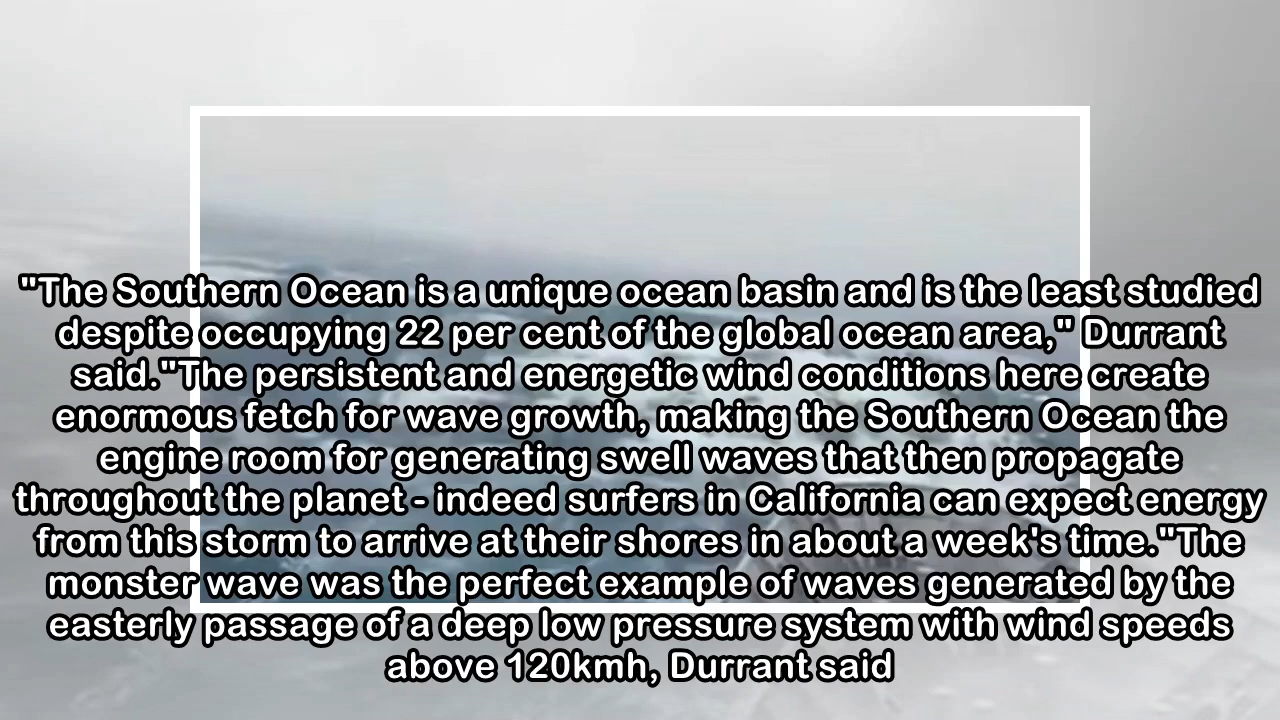 "The Southern Ocean is a unique ocean basin and is the least studied
despite occupying 22 per cent of the global ocean area," Durrant
said."The persistent and energetic wind conditions here create
enormous fetch for wave growth, making the Southern Ocean the
engine room for generating swell waves that then propagate
throughout the planet - indeed surfers in California can expect energy
from this storm to arrive at their shores in about a week's time."The
monster wave was the perfect example of waves generated by the
easterly passage of a deep low pressure system with wind speeds
above 120kmh, Durrant said